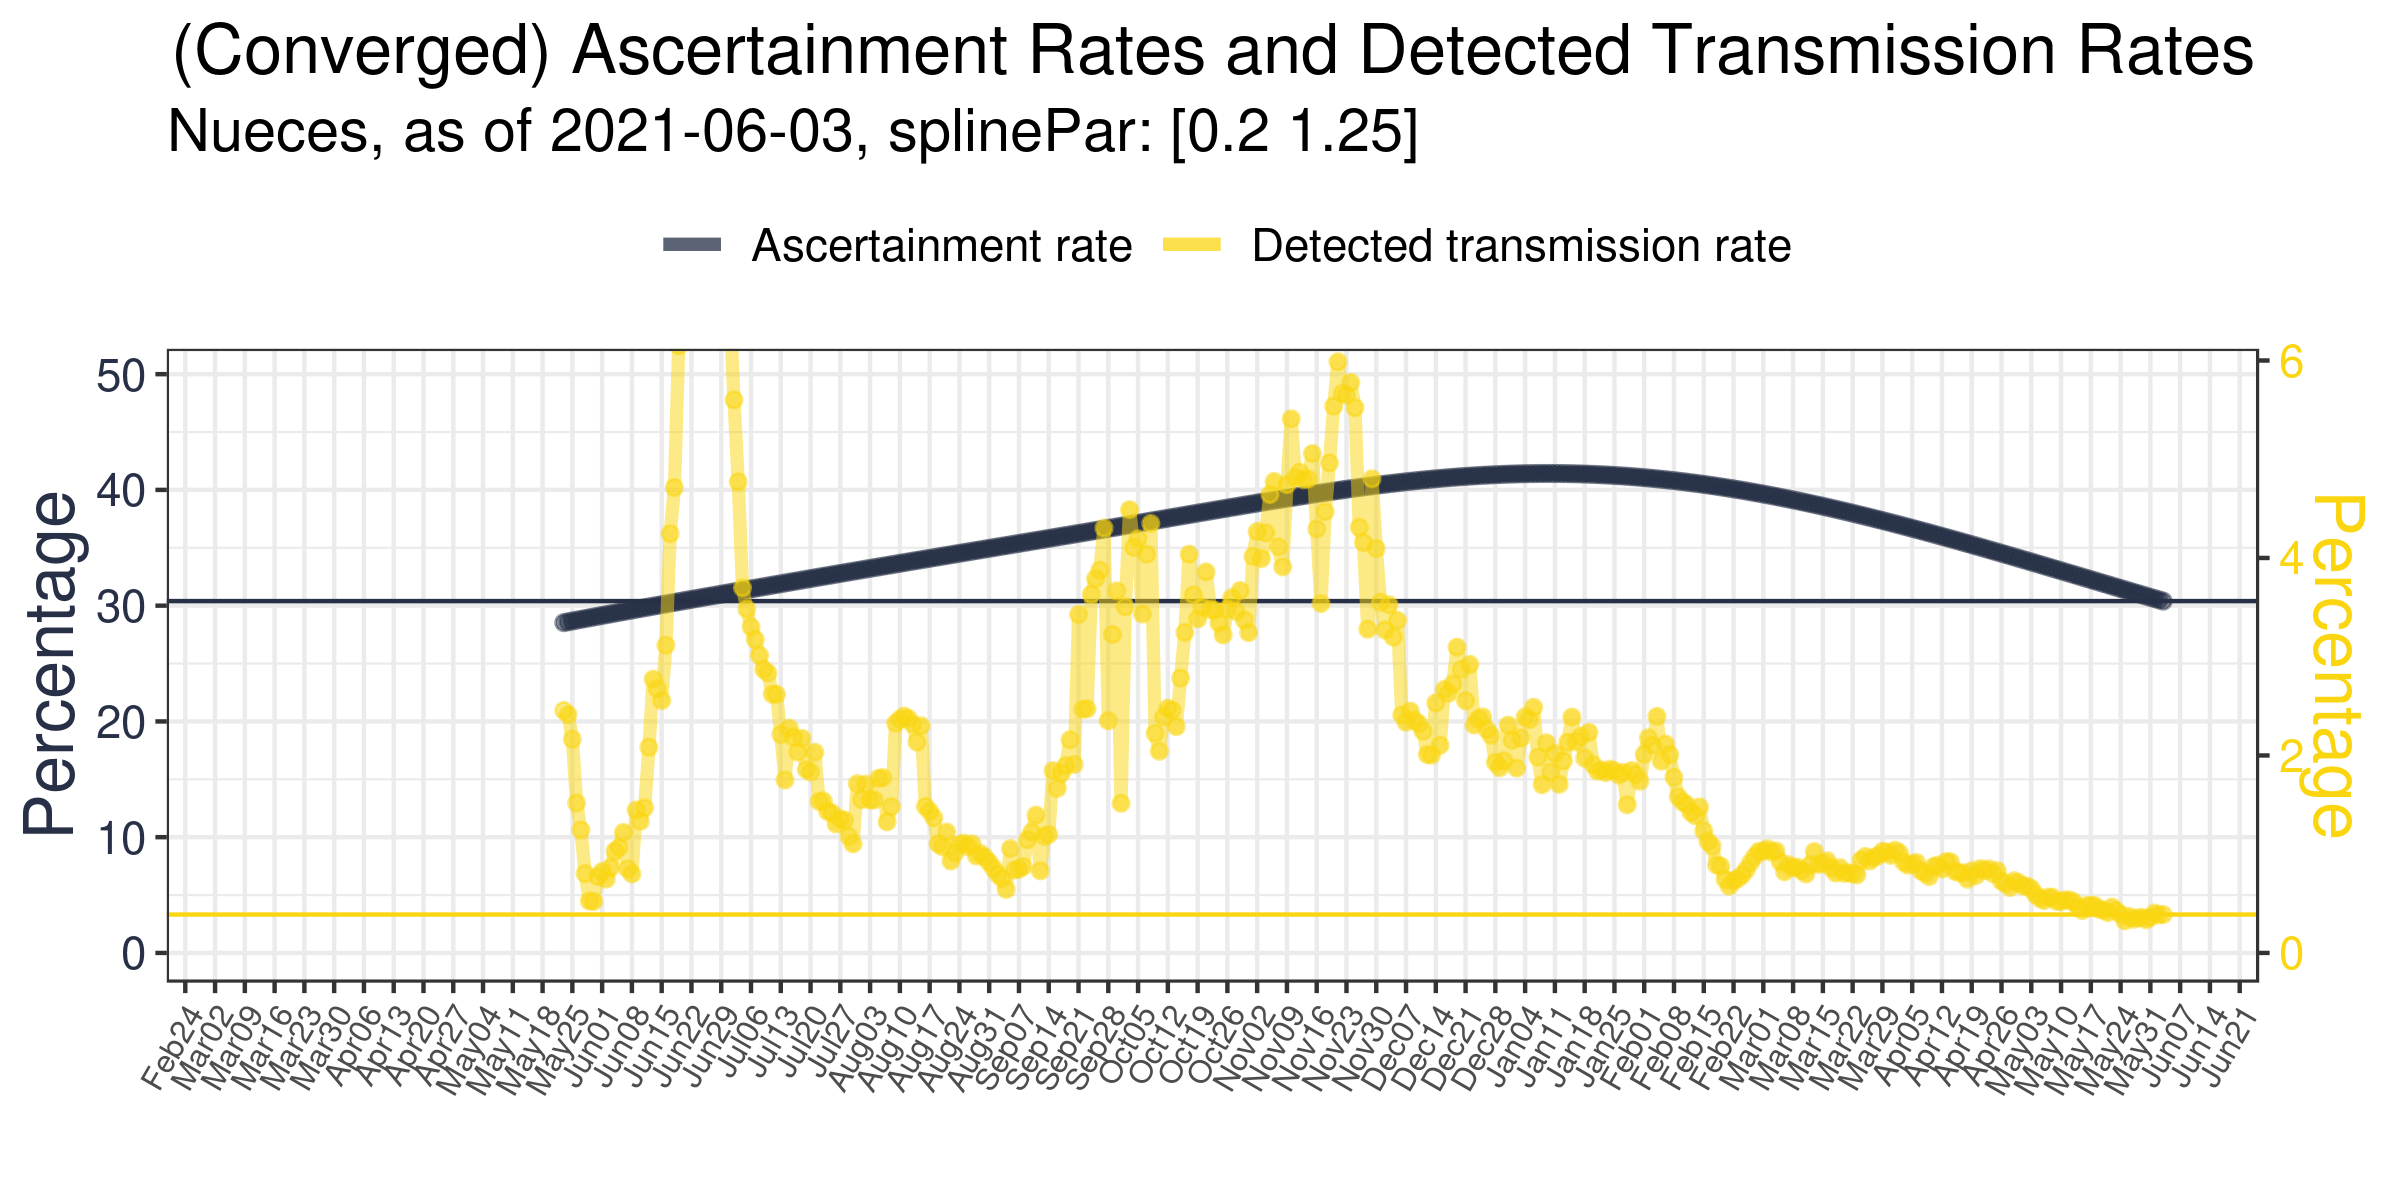 (Converged) Ascertainment Rates and Detected Transmission Rates
Nueces, as of 2021-06-03, splinePar: [0.2 1.25]
Ascertainment rate Detected transmission rate
Percentage
50
40
30
20
10
0
6
4
2
0
Percentage
Feb24
Mar02
Mar09
Mar16
Mar23
Mar30
Apr06
Apr13
Apr20
Apr27
May04
May11
May18
May25
Jun01
Jun08
Jun15
Jun22
Jun29
Jul06
Jul13
Jul20
Jul27
Aug03
Aug10
Aug17
Aug24
Aug31
Sep07
Sep14
Sep21
Sep28
Oct05
Oct12
Oct19
Oct26
Nov02
Nov09
Nov16
Nov23
Nov30
Dec07
Dec14
Dec21
Dec28
Jan04
Jan11
Jan18
Jan25
Feb01
Feb08
Feb15
Feb22
Mar01
Mar08
Mar15
Mar22
Mar29
Apr05
Apr12
Apr19
Apr26
May03
May10
May17
May24
May31
Jun07
Jun14
Jun21